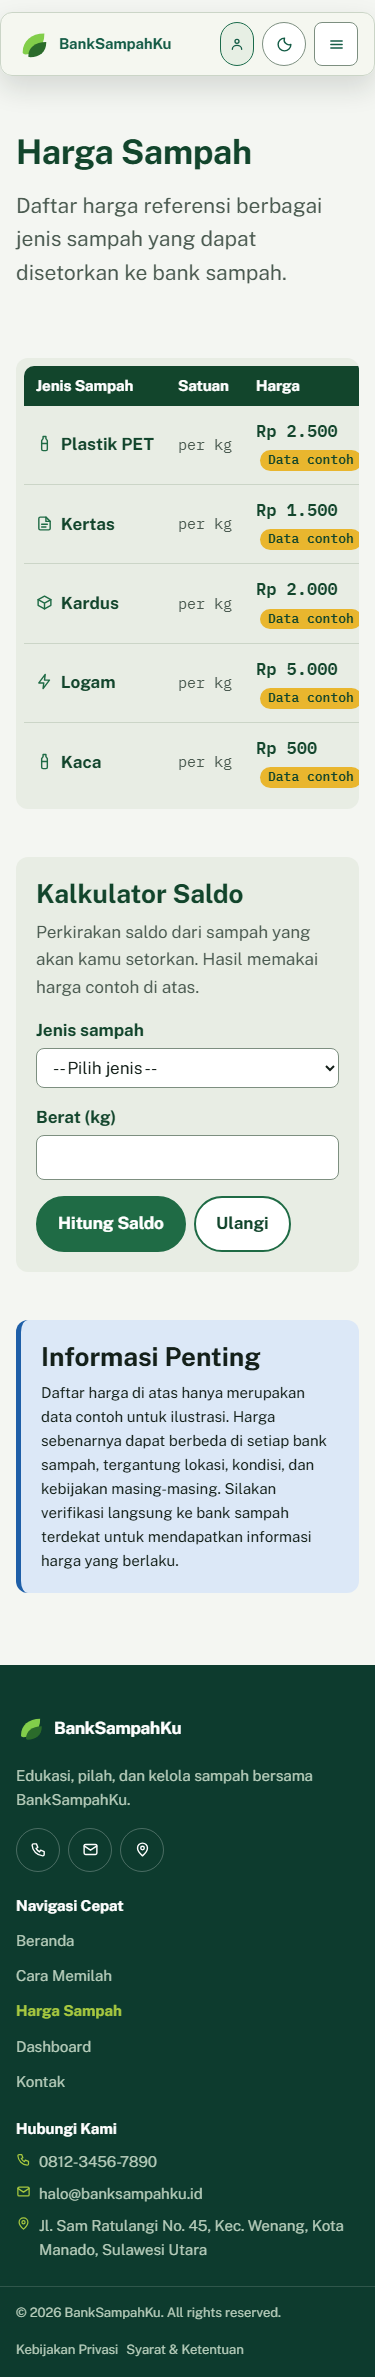 BankSampahKu
Harga Sampah
Daftar harga referensi berbagai
jenis sampah yang dapat
disetorkan ke bank sampah.
Jenis Sampah Satuan Harga
Plastik PET per kg Rp 2.500
Data contoh
Kertas per kg Rp 1.500
Data contoh
Kardus per kg Rp 2.000
Data contoh
Logam per kg Rp 5.000
Data contoh
Kaca per kg Rp 500
Data contoh
Kalkulator Saldo
Perkirakan saldo dari sampah yang
akan kamu setorkan. Hasil memakai
harga contoh di atas.
Jenis sampah
-- Pilih jenis --
Berat (kg)
Hitung Saldo Ulangi
Informasi Penting
Daftar harga di atas hanya merupakan
data contoh untuk ilustrasi. Harga
sebenarnya dapat berbeda di setiap bank
sampah, tergantung lokasi, kondisi, dan
kebijakan masing-masing. Silakan
verifikasi langsung ke bank sampah
terdekat untuk mendapatkan informasi
harga yang berlaku.
BankSampahKu
Edukasi, pilah, dan kelola sampah bersama
BankSampahKu.
Navigasi Cepat
Beranda
Cara Memilah
Harga Sampah
Dashboard
Kontak
Hubungi Kami
0812-3456-7890
halo@banksampahku.id
Jl. Sam Ratulangi No. 45, Kec. Wenang, Kota
Manado, Sulawesi Utara
© 2026 BankSampahKu. All rights reserved.
Kebijakan Privasi Syarat & Ketentuan